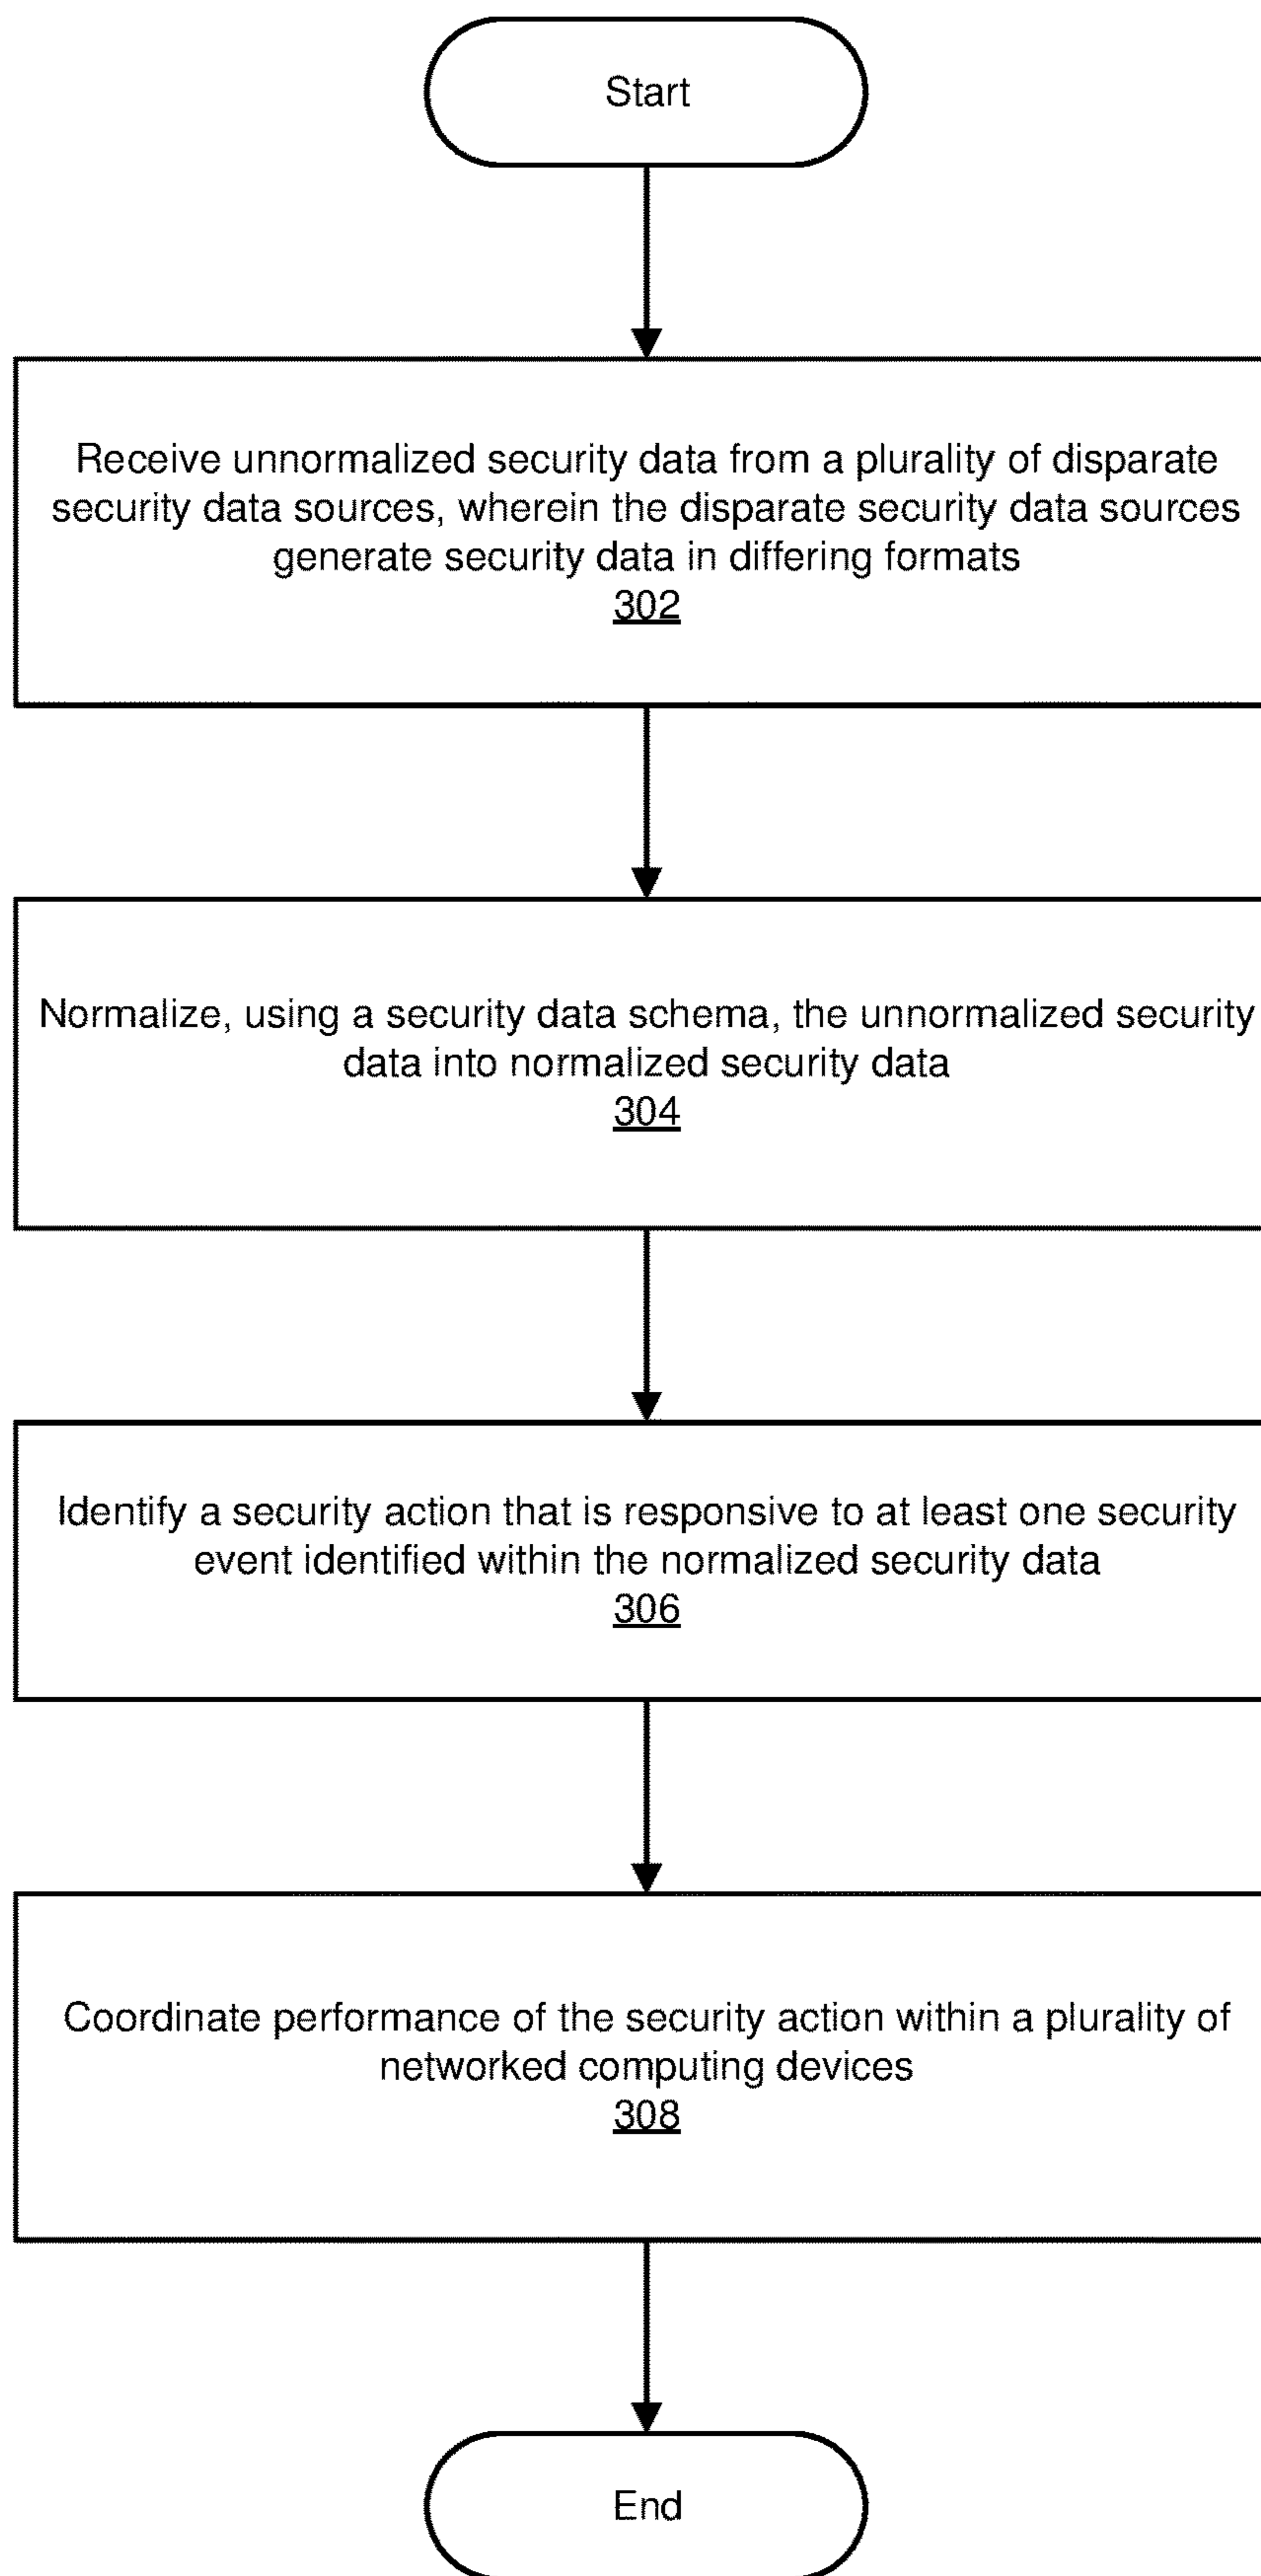 Start
Receive unnormalized security data from a plurality of disparate
security data sources, wherein the disparate security data sources
generate security data in differing formats
302
Normalize, using a security data schema, the unnormalized security
data into normalized security data
304
Identify a security action that is responsive to at least one security
event identified within the normalized security data
306
Coordinate performance of the security action within a plurality of
networked computing devices
308
End